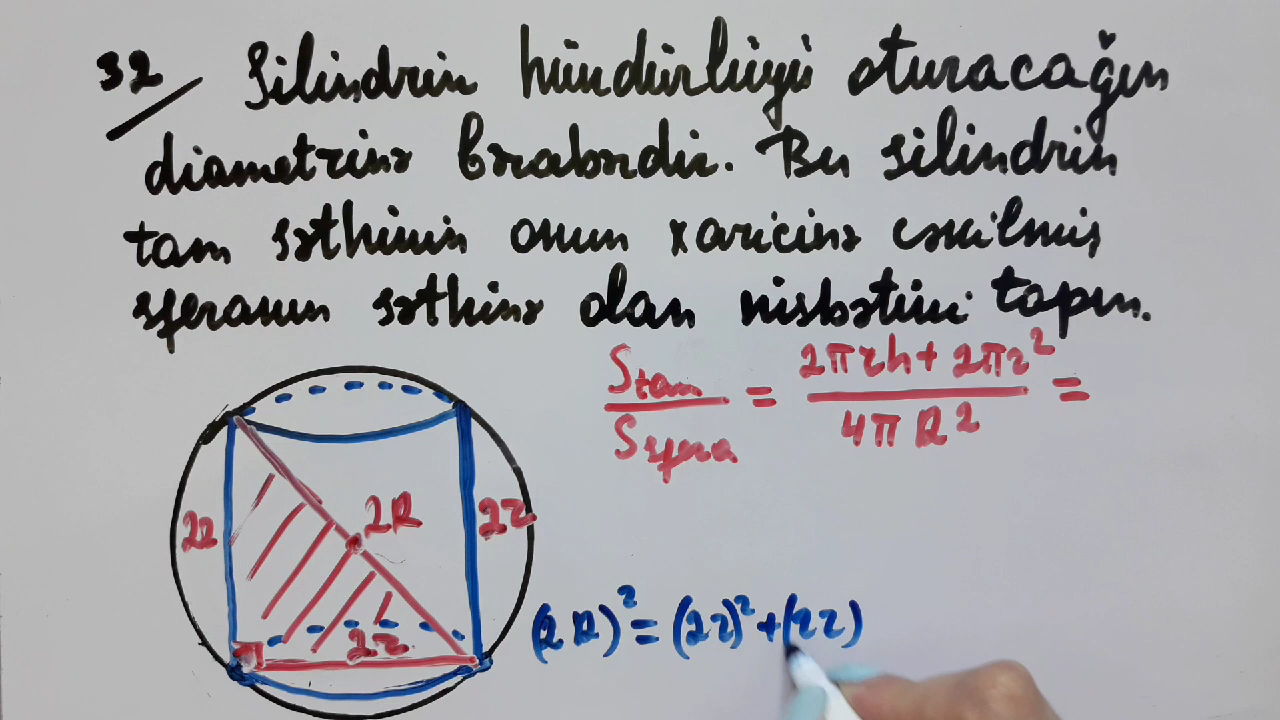 32/ Silindrin hündürlüyü oturacağın
diametrinə bərabərdir. Bu silindrin
tam səthinin onun xaricinə çəkilmiş
sferanın səthinə olan nisbətini tapın.
Stam/Ssfera = (2πrh + 2πr²)/(4πR²) =
2r
2R
2r
2r
(2R)² = (2r)² + (2r)